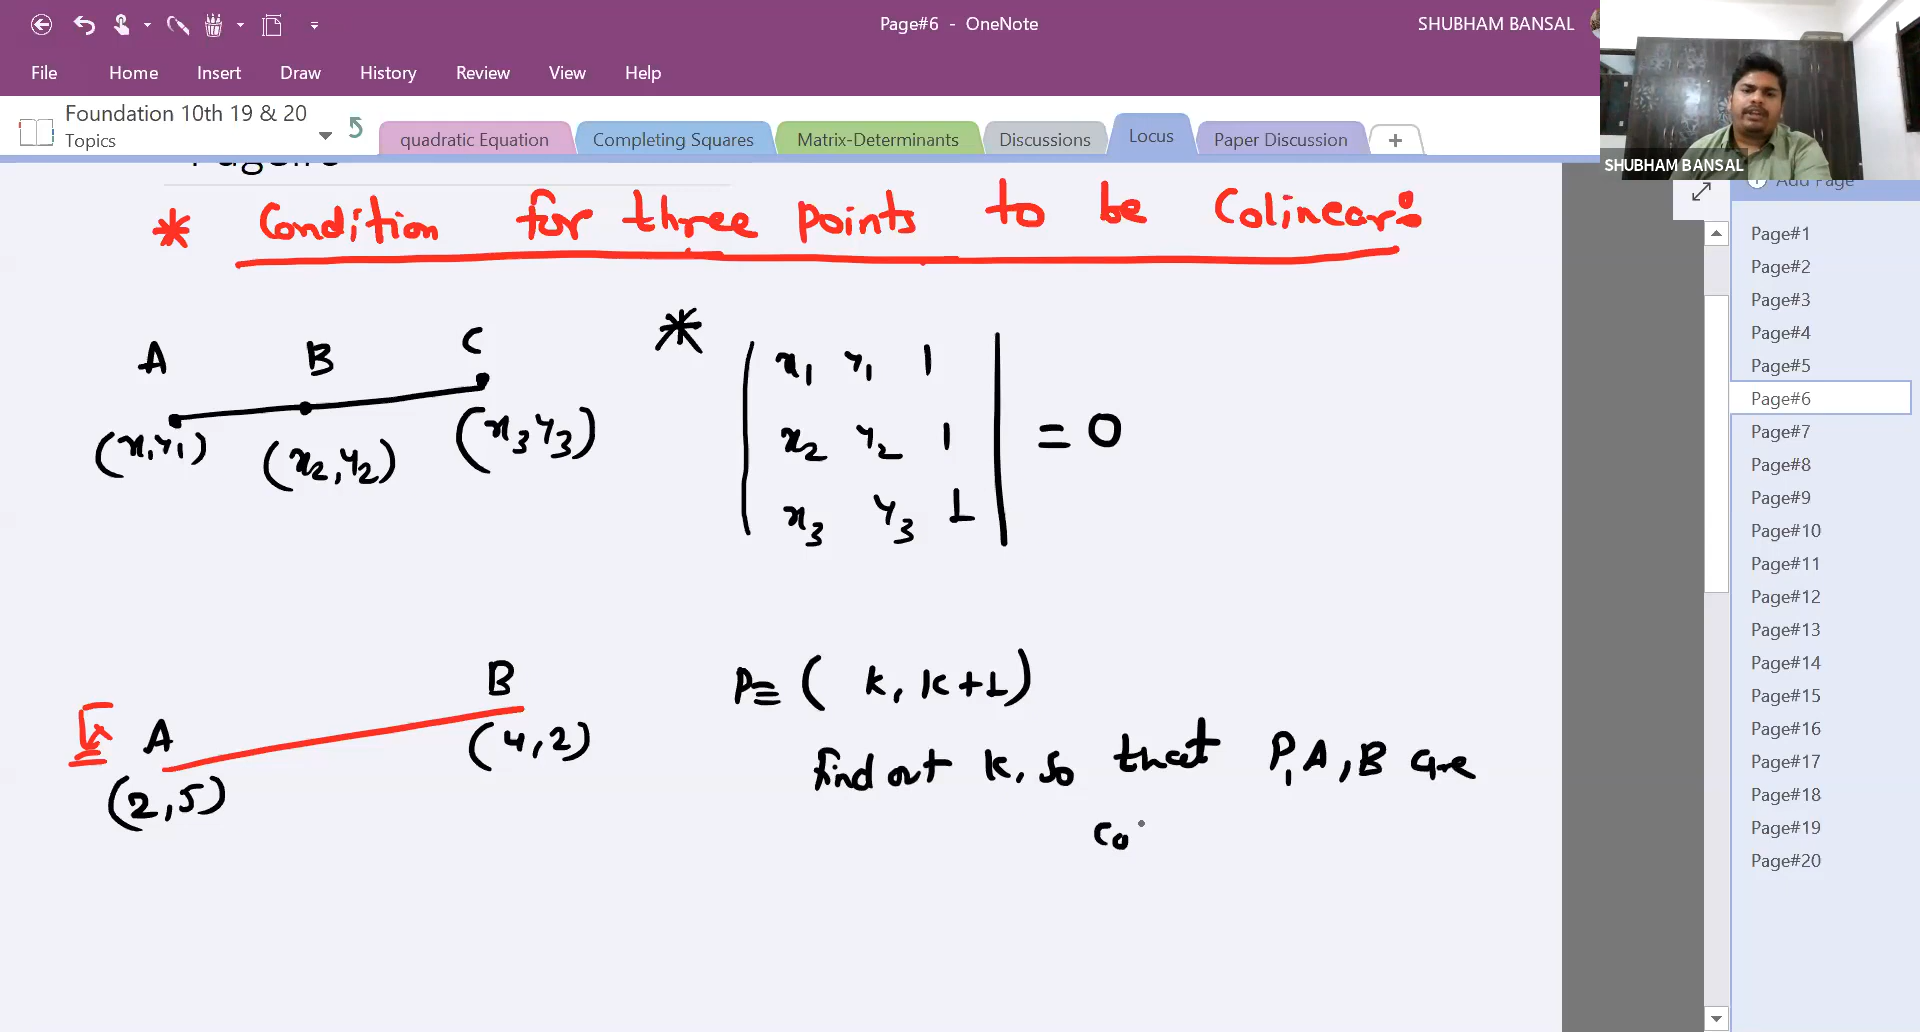 Page#6 - OneNote
SHUBHAM BANSAL
File Home Insert Draw History Review View Help
Foundation 10th 19 & 20
Topics
quadratic Equation Completing Squares Matrix-Determinants Discussions Locus Paper Discussion +
SHUBHAM BANSAL
Add Page
* Condition for three points to be Colinear:
A B C
(x₁y₁) (x₂,y₂) (x₃y₃)
*
| x₁ y₁ 1 |
| x₂ y₂ 1 | = 0
| x₃ y₃ 1 |
A (2,5)
B (4,2)
P≡ ( k, k+1)
find out k, so that P, A, B are
co
Page#1
Page#2
Page#3
Page#4
Page#5
Page#6
Page#7
Page#8
Page#9
Page#10
Page#11
Page#12
Page#13
Page#14
Page#15
Page#16
Page#17
Page#18
Page#19
Page#20